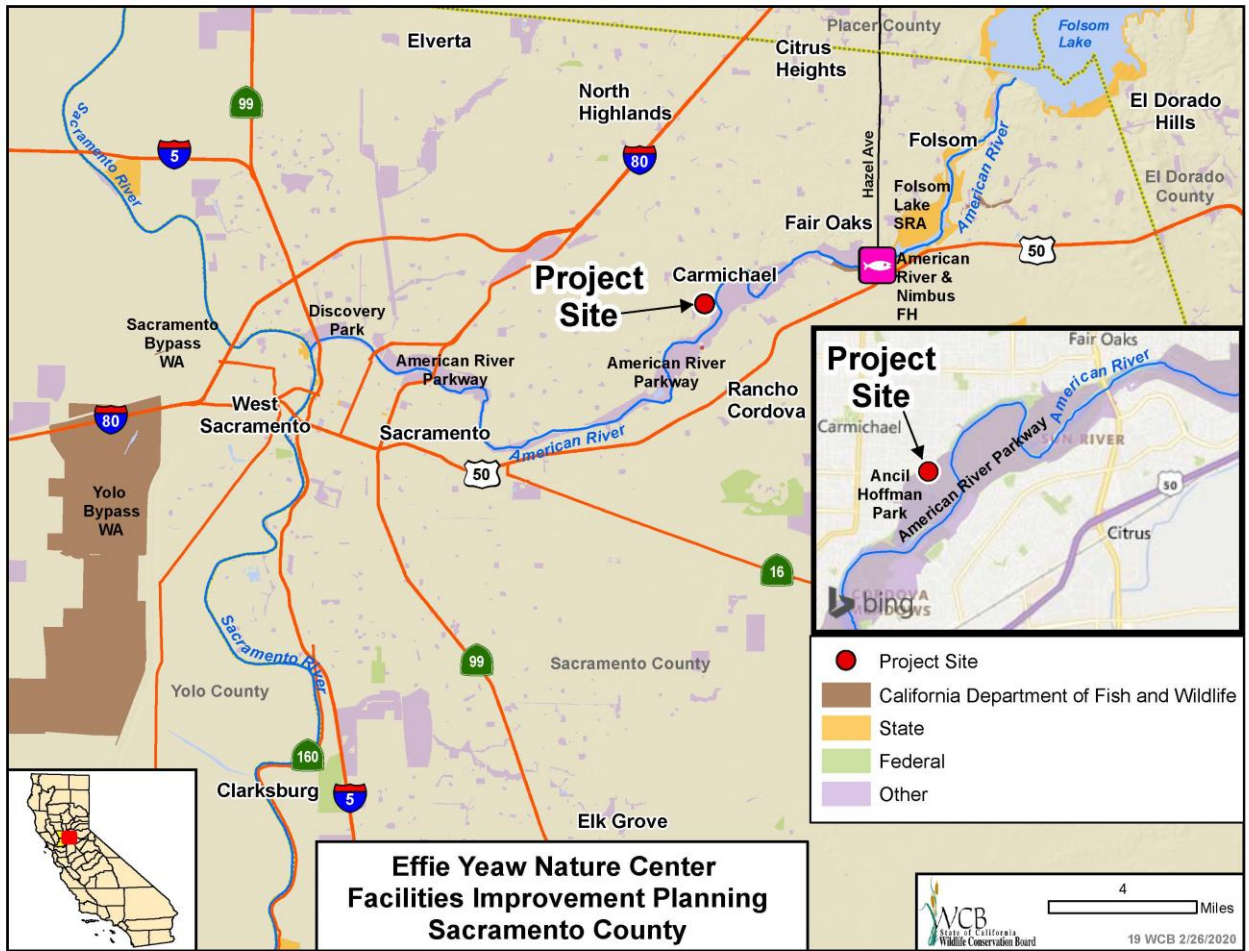 Placer County
Folsom
Lake
Elverta
Citrus
Heights
99
North
Highlands
El Dorado
Hills
Sacramento River
5
80
Folsom
American River
Hazel Ave
El Dorado
County
Folsom
Lake
SRA
Fair Oaks
50
Project
Site
Carmichael
American
River &
Nimbus
FH
Discovery
Park
Sacramento
Bypass
WA
American River
Parkway
American River
Parkway
Rancho
Cordova
West
Sacramento
80
Sacramento
American River
50
Yolo
Bypass
WA
16
Sacramento River
99
Sacramento County
Yolo County
160
Clarksburg
5
Elk Grove
Fair Oaks
Project
Site
American River
Carmichael
SUN RIVER
Ancil
Hoffman
Park
American River Parkway
50
Citrus
CORDOVA
MEADOWS
bing
Project Site
California Department of Fish and Wildlife
State
Federal
Other
Effie Yeaw Nature Center
Facilities Improvement Planning
Sacramento County
4
Miles
WCB
State of California
Wildlife Conservation Board
19 WCB 2/26/2020